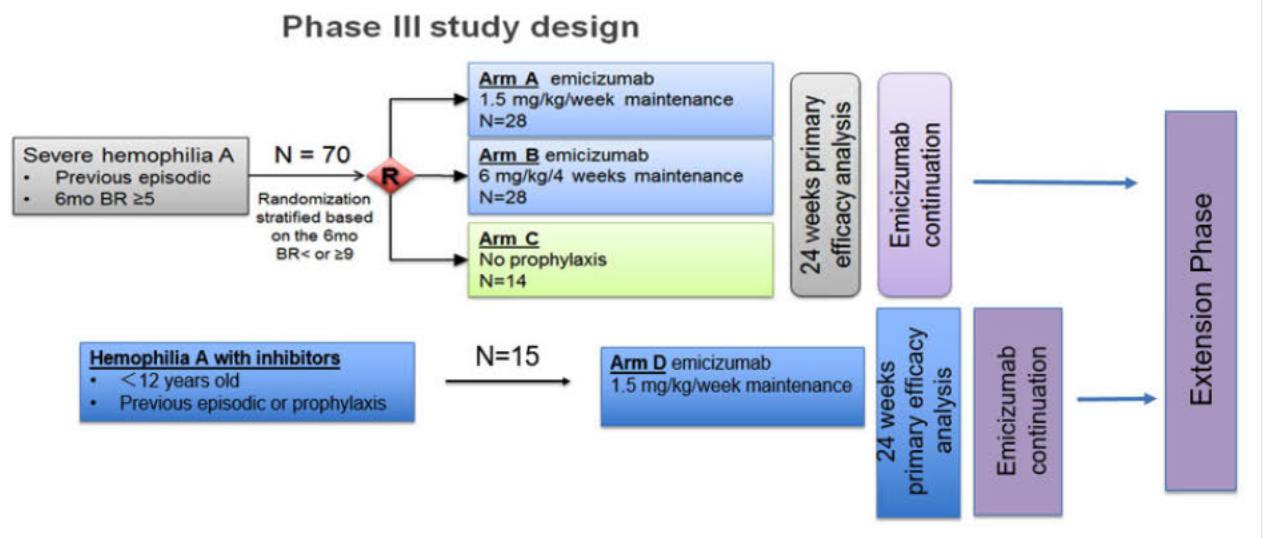 Phase III study design
Severe hemophilia A
• Previous episodic
• 6mo BR ≥5
N = 70
Randomization
stratified based
on the 6mo
BR< or ≥9
R
Arm A emicizumab
1.5 mg/kg/week maintenance
N=28
Arm B emicizumab
6 mg/kg/4 weeks maintenance
N=28
Arm C
No prophylaxis
N=14
24 weeks primary
efficacy analysis
Emicizumab
continuation
Hemophilia A with inhibitors
• <12 years old
• Previous episodic or prophylaxis
N=15
Arm D emicizumab
1.5 mg/kg/week maintenance
24 weeks
primary efficacy
analysis
Emicizumab
continuation
Extension Phase